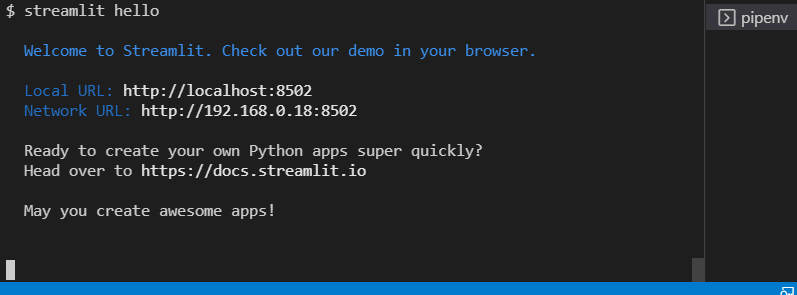 $ streamlit hello
pipenv
Welcome to Streamlit. Check out our demo in your browser.
Local URL: http://localhost:8502
Network URL: http://192.168.0.18:8502
Ready to create your own Python apps super quickly?
Head over to https://docs.streamlit.io
May you create awesome apps!